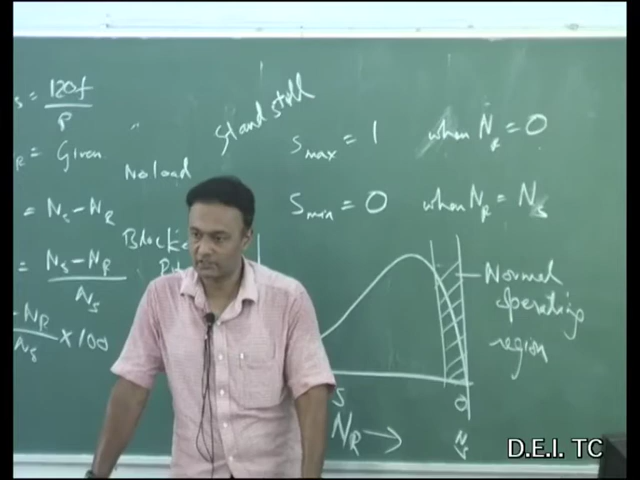 s = 120f
P
R = Given
= Ns - NR
= Ns - NR
Ns
- NR × 100
Ns
No load
Stand still
Smax = 1 when NR = 0
Smin = 0 when NR = Ns
Normal
operating
region
S
0
NR →
Ns
D.E.I. TC